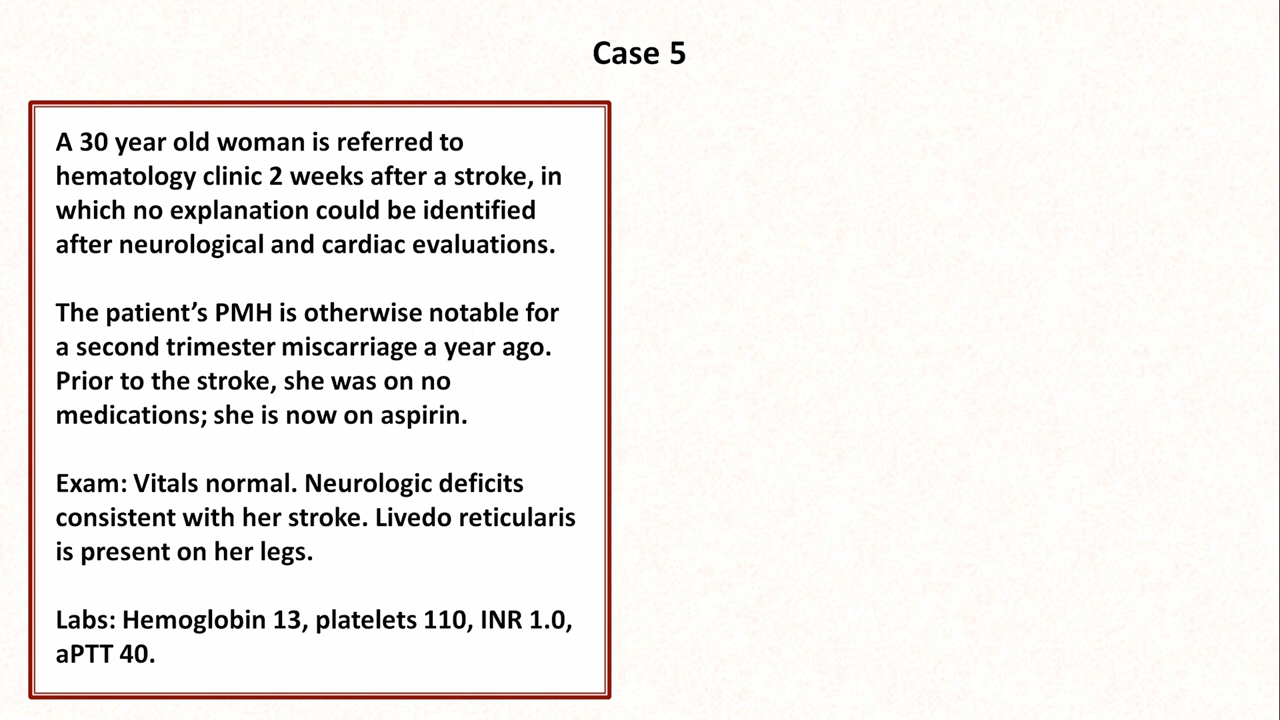 Case 5
A 30 year old woman is referred to
hematology clinic 2 weeks after a stroke, in
which no explanation could be identified
after neurological and cardiac evaluations.
The patient’s PMH is otherwise notable for
a second trimester miscarriage a year ago.
Prior to the stroke, she was on no
medications; she is now on aspirin.
Exam: Vitals normal. Neurologic deficits
consistent with her stroke. Livedo reticularis
is present on her legs.
Labs: Hemoglobin 13, platelets 110, INR 1.0,
aPTT 40.